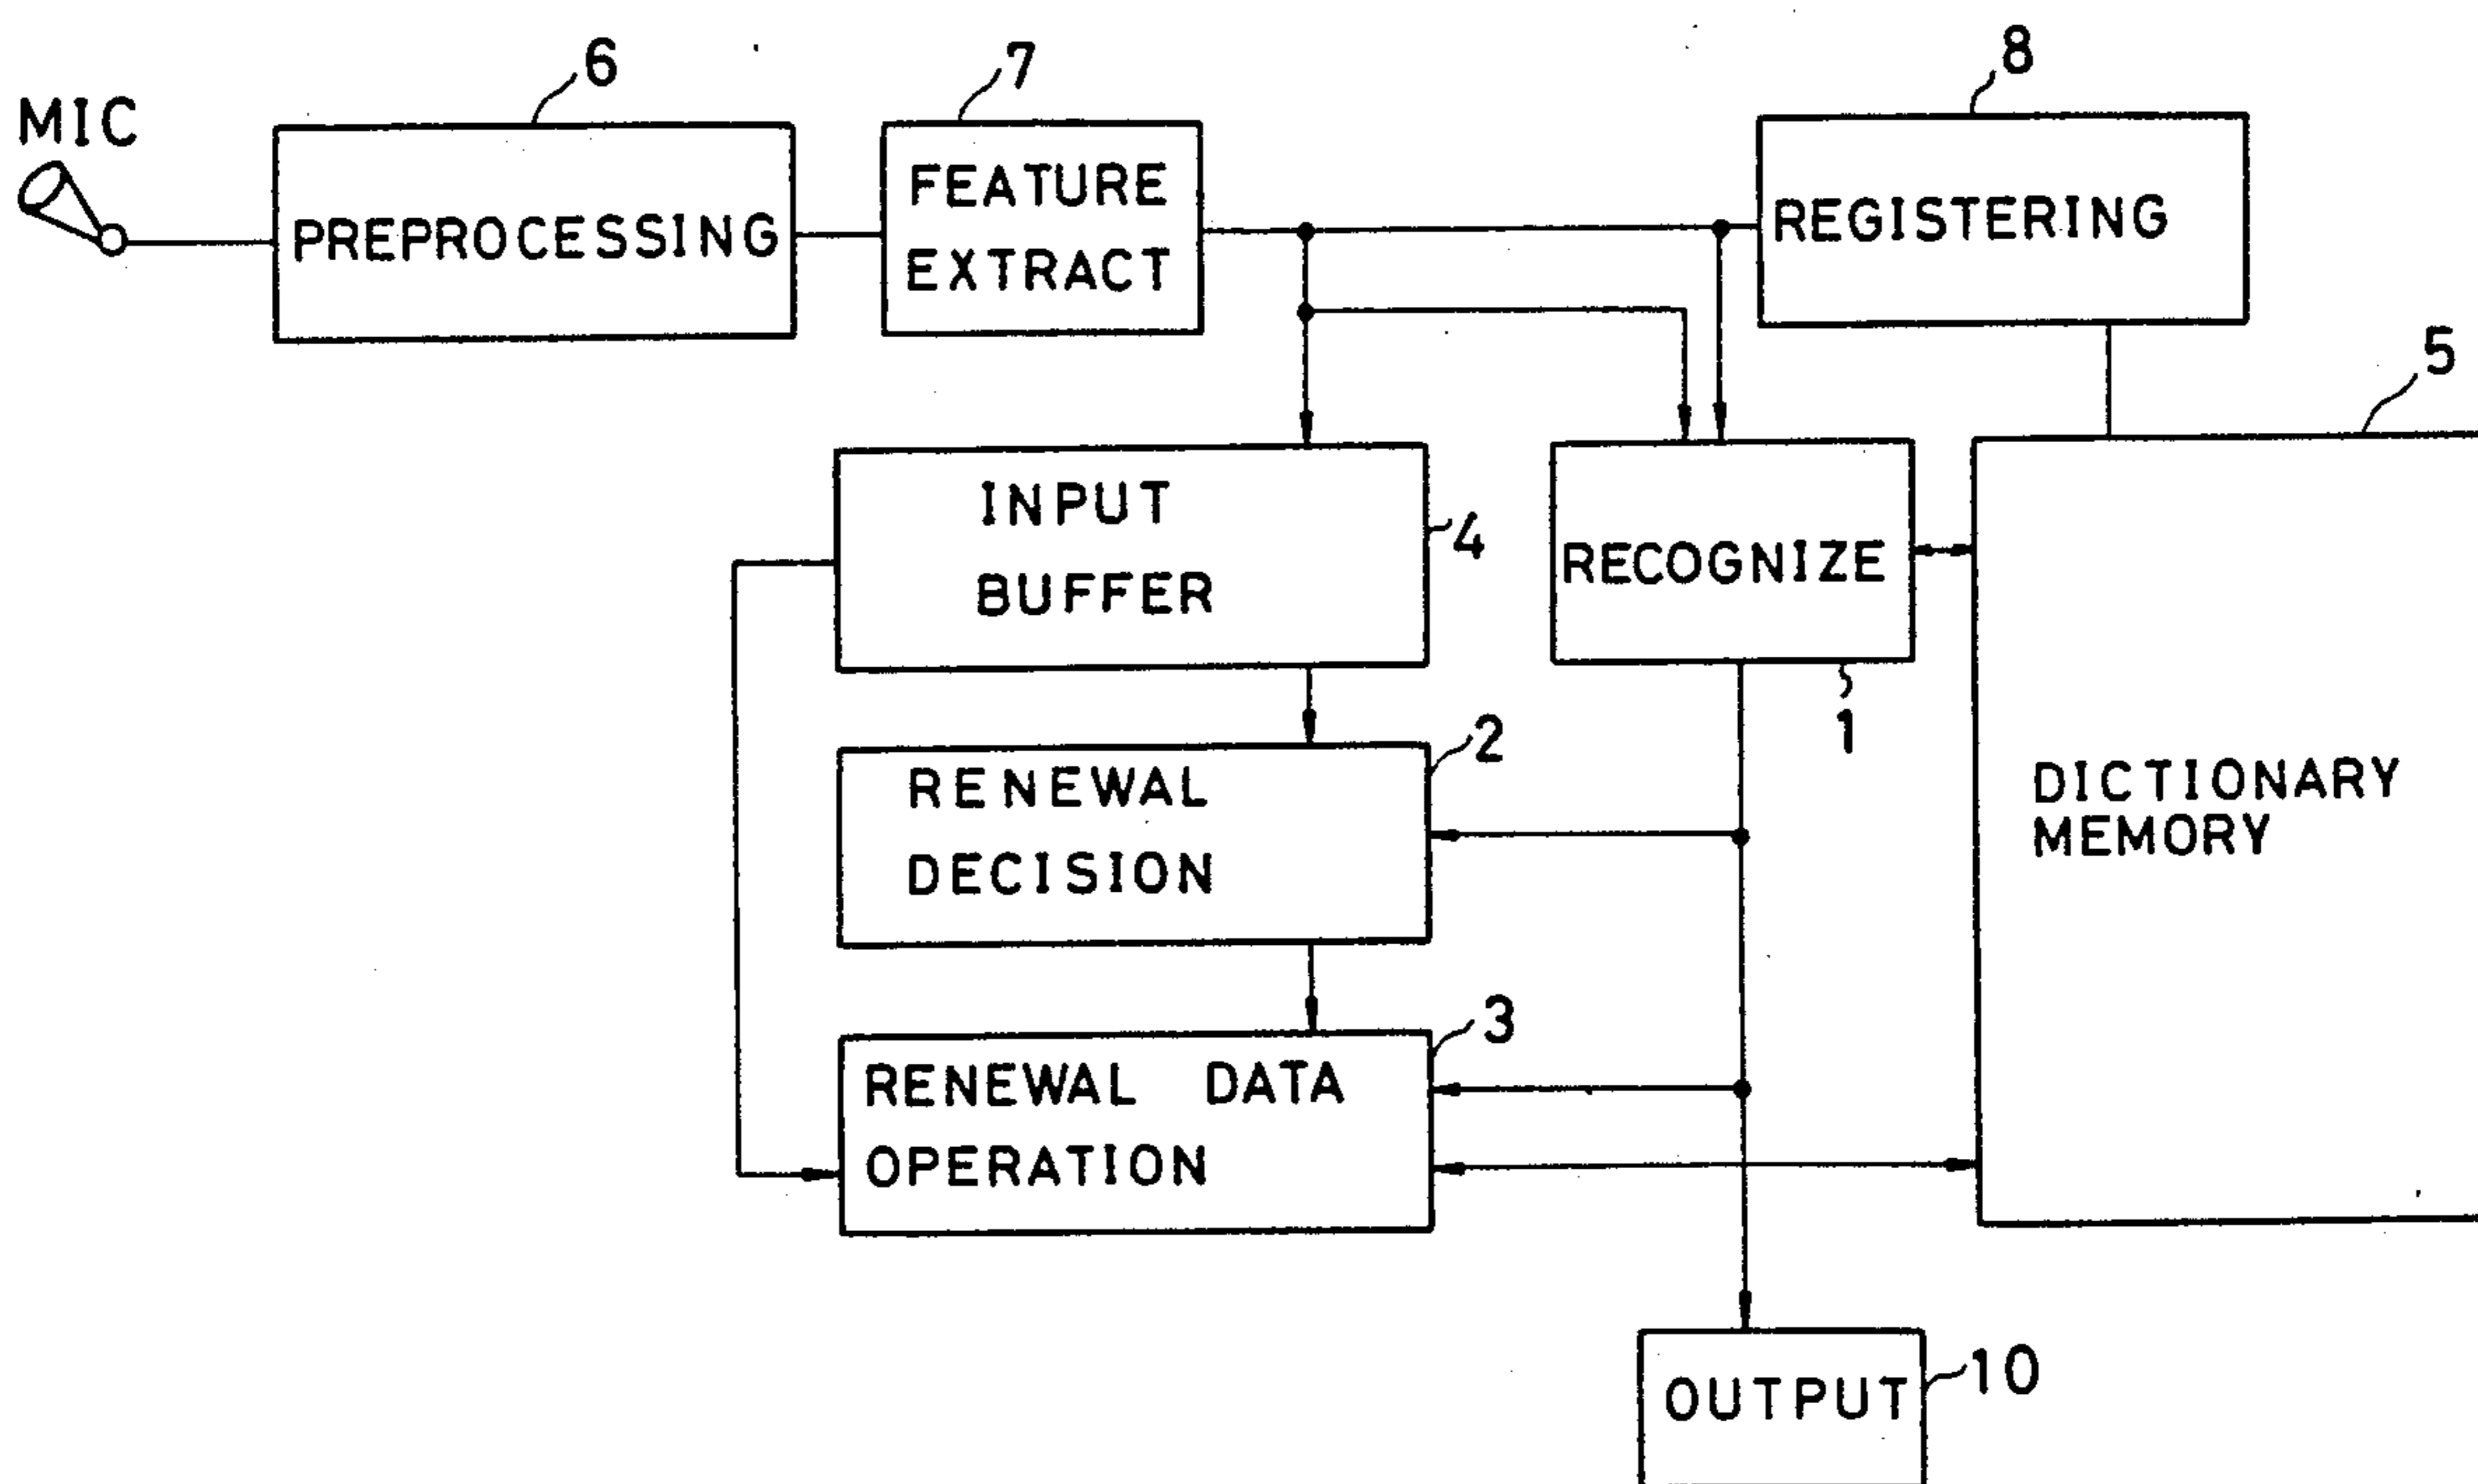 6
7
8
MIC
PREPROCESSING
FEATURE
EXTRACT
REGISTERING
5
INPUT
BUFFER
4
RECOGNIZE
1
2
RENEWAL
DECISION
DICTIONARY
MEMORY
3
RENEWAL DATA
OPERATION
OUTPUT
10